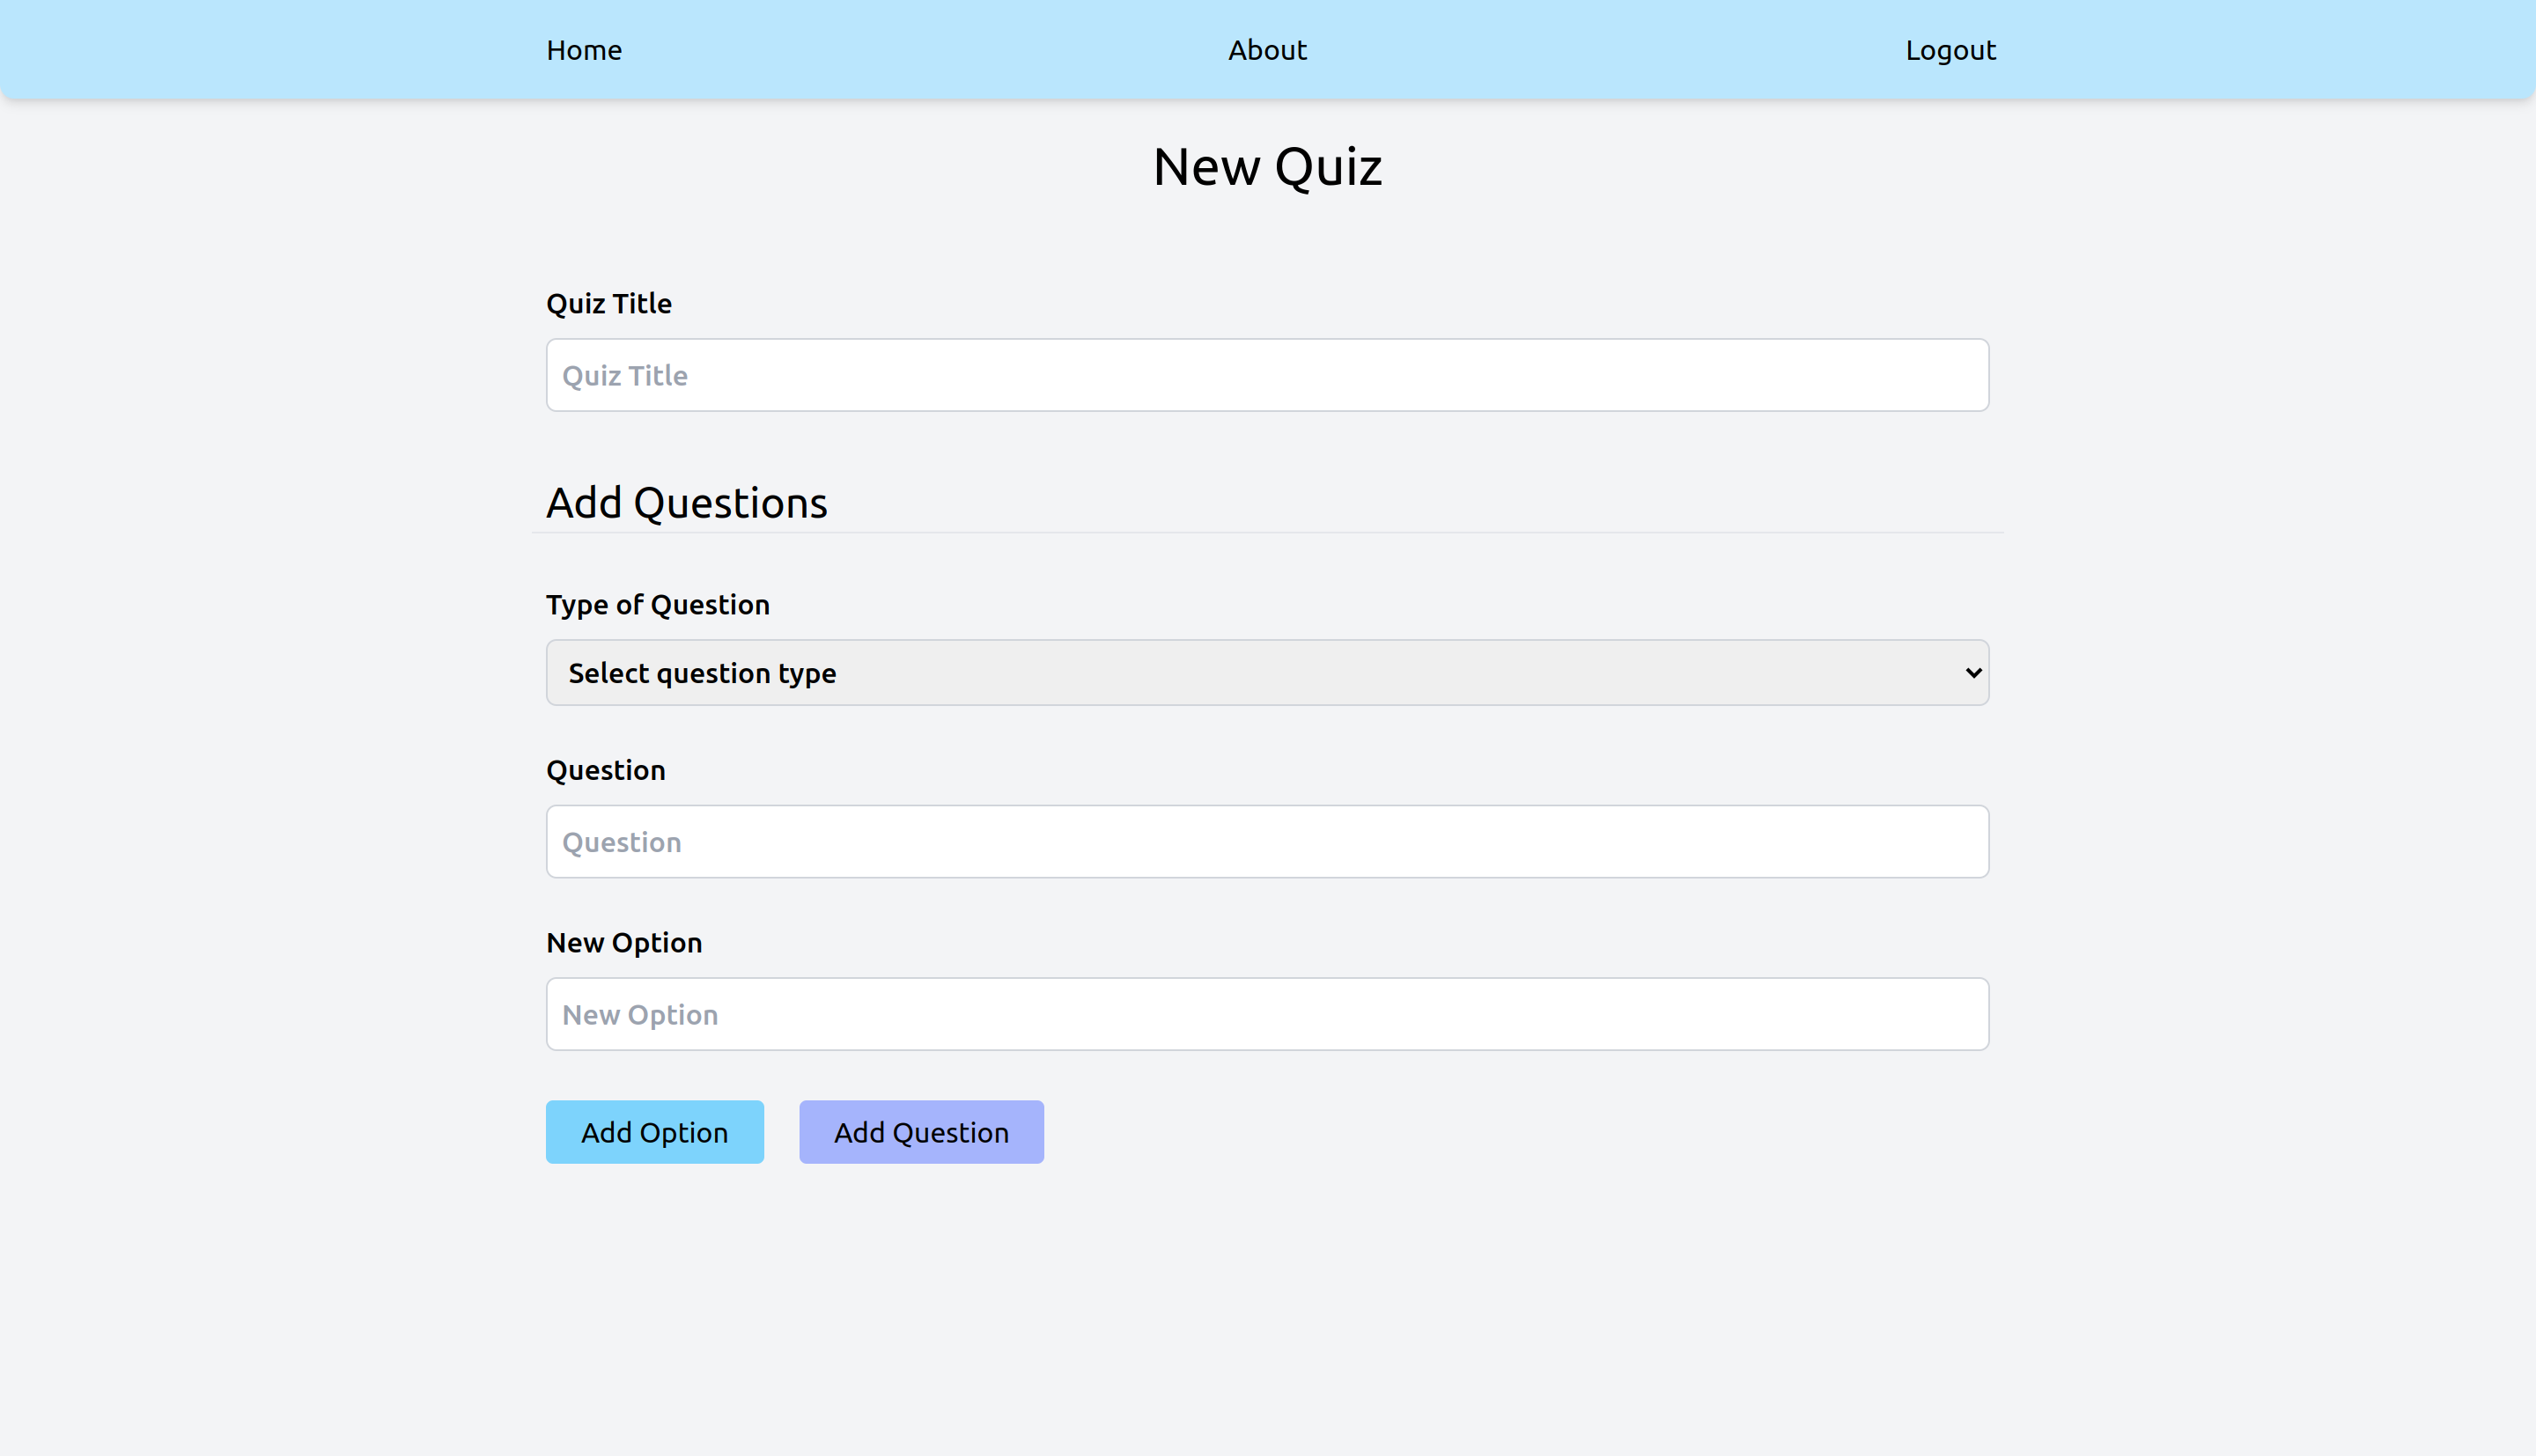 Home About Logout
New Quiz
Quiz Title
Quiz Title
Add Questions
Type of Question
Select question type
Question
Question
New Option
New Option
Add Option Add Question